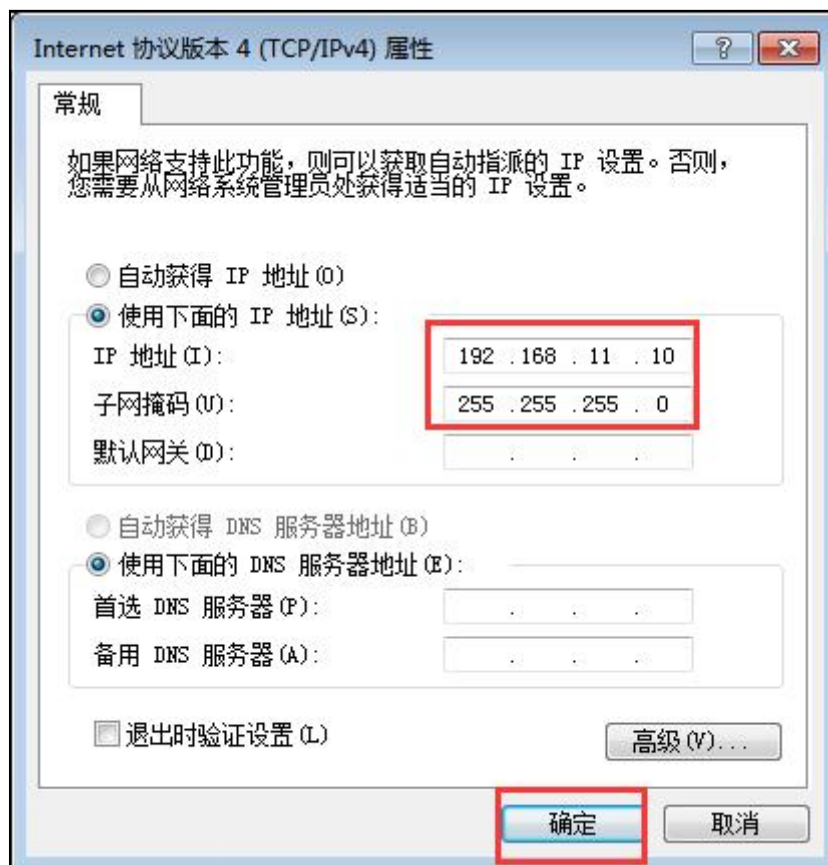 Internet 协议版本 4 (TCP/IPv4) 属性
常规
如果网络支持此功能，则可以获取自动指派的 IP 设置。否则，
您需要从网络系统管理员处获得适当的 IP 设置。
自动获得 IP 地址(O)
使用下面的 IP 地址(S):
IP 地址(I): 192 .168 . 11 . 10
子网掩码(U): 255 .255 .255 . 0
默认网关(D): . . .
自动获得 DNS 服务器地址(B)
使用下面的 DNS 服务器地址(E):
首选 DNS 服务器(P): . . .
备用 DNS 服务器(A): . . .
退出时验证设置(L)
高级(V)...
确定 取消